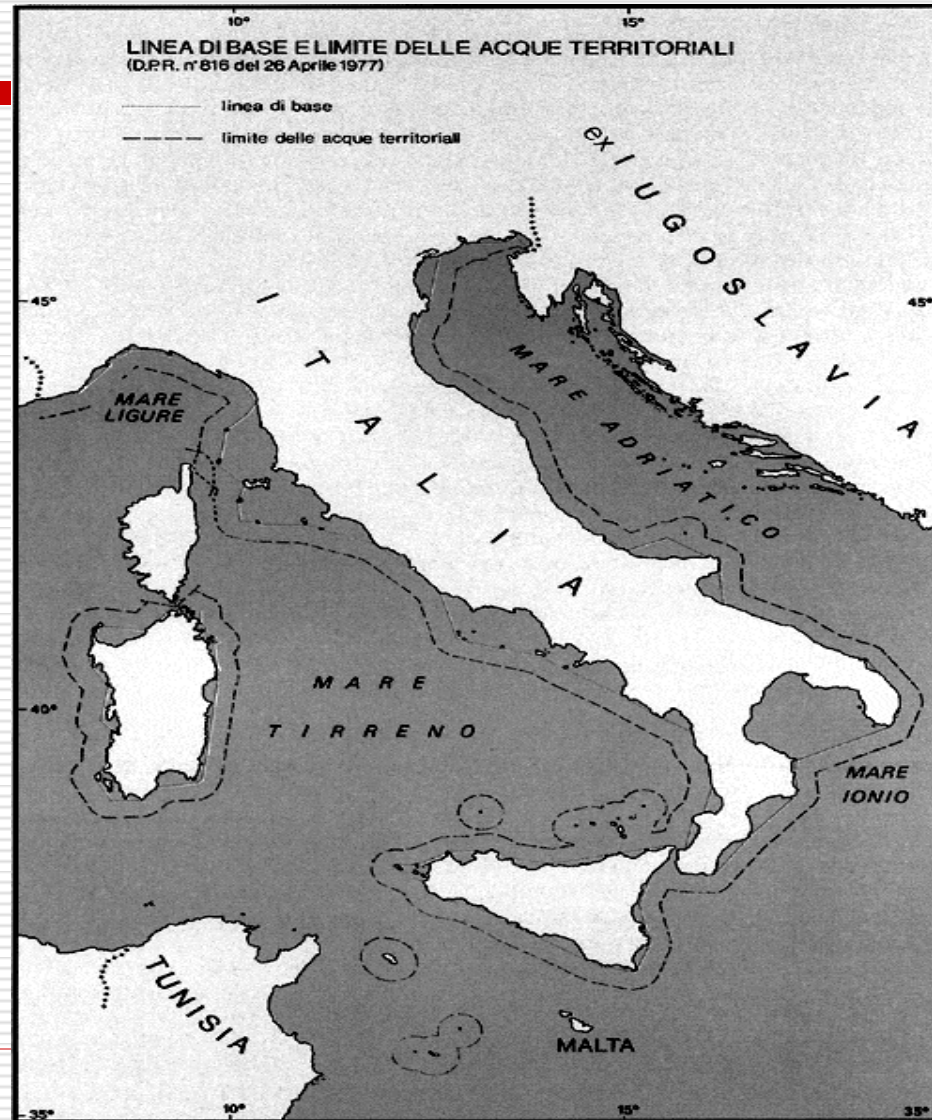 10°
15°
LINEA DI BASE E LIMITE DELLE ACQUE TERRITORIALI
(D.P.R. n° 816 del 26 Aprile 1977)
linea di base
limite delle acque territoriali
ex IUGOSLAVIA
45°
45°
ITALIA
MARE
LIGURE
MARE ADRIATICO
MARE
TIRRENO
40°
MARE
IONIO
TUNISIA
MALTA
35°
10°
15°
35°